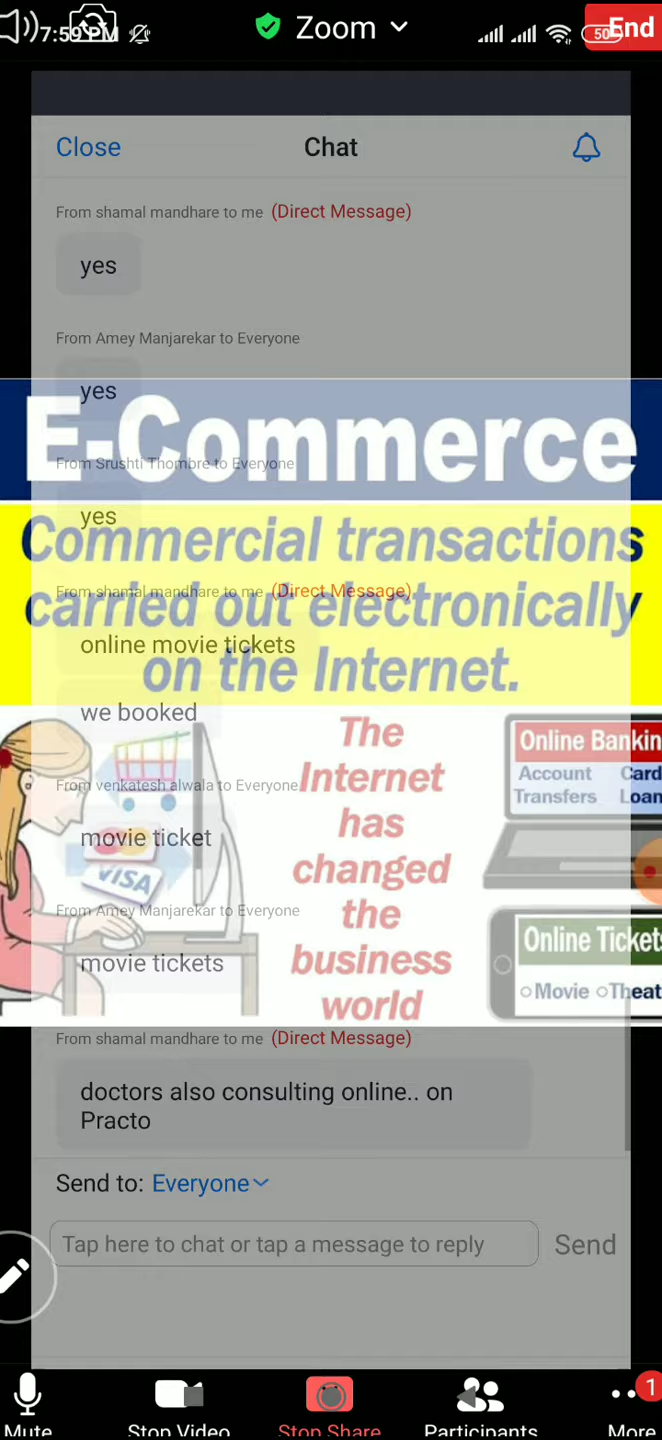 7:59 PM
Zoom
50
End
Close
Chat
From shamal mandhare to me (Direct Message)
yes
From Amey Manjarekar to Everyone
yes
E-Commerce
From Srushti Thombre to Everyone
yes
Commercial transactions
carried out electronically
on the Internet.
From shamal mandhare to me (Direct Message)
online movie tickets
we booked
The
Internet
has
changed
the
business
world
Online Bankin
Account Card
Transfers Loan
From venkatesh alwala to Everyone
movie ticket
VISA
From Amey Manjarekar to Everyone
movie tickets
Online Ticket
Movie Theat
From shamal mandhare to me (Direct Message)
doctors also consulting online.. on
Practo
Send to: Everyone
Tap here to chat or tap a message to reply
Send
Mute
Stop Video
Stop Share
Participants
More
1